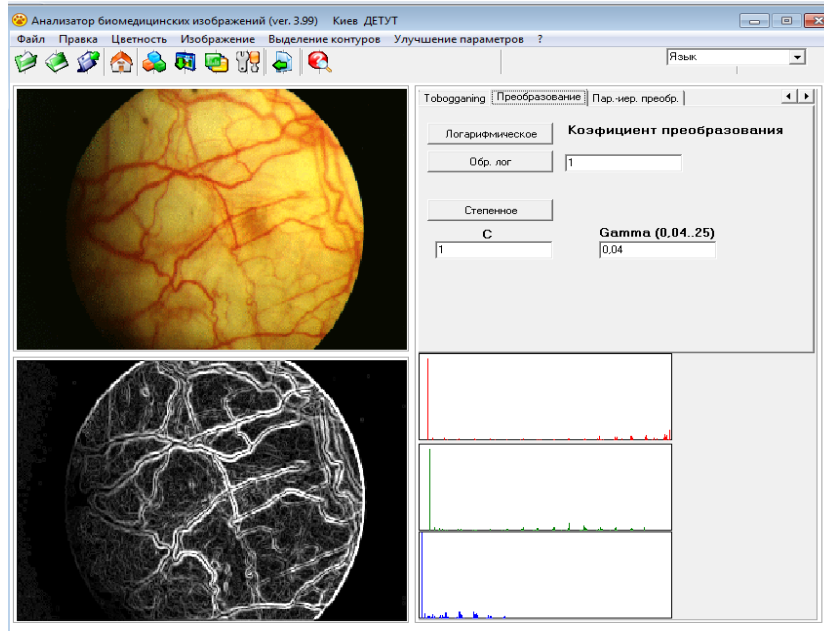 Анализатор биомедицинских изображений (ver. 3.99) Киев ДЕТУТ
Файл Правка Цветность Изображение Выделение контуров Улучшение параметров ?
Язык
Tobogganing Преобразование Пар.-иер. преобр.
Логарифмическое Коэфициент преобразования
Обр. лог 1
Степенное
C Gamma (0,04..25)
1 0,04